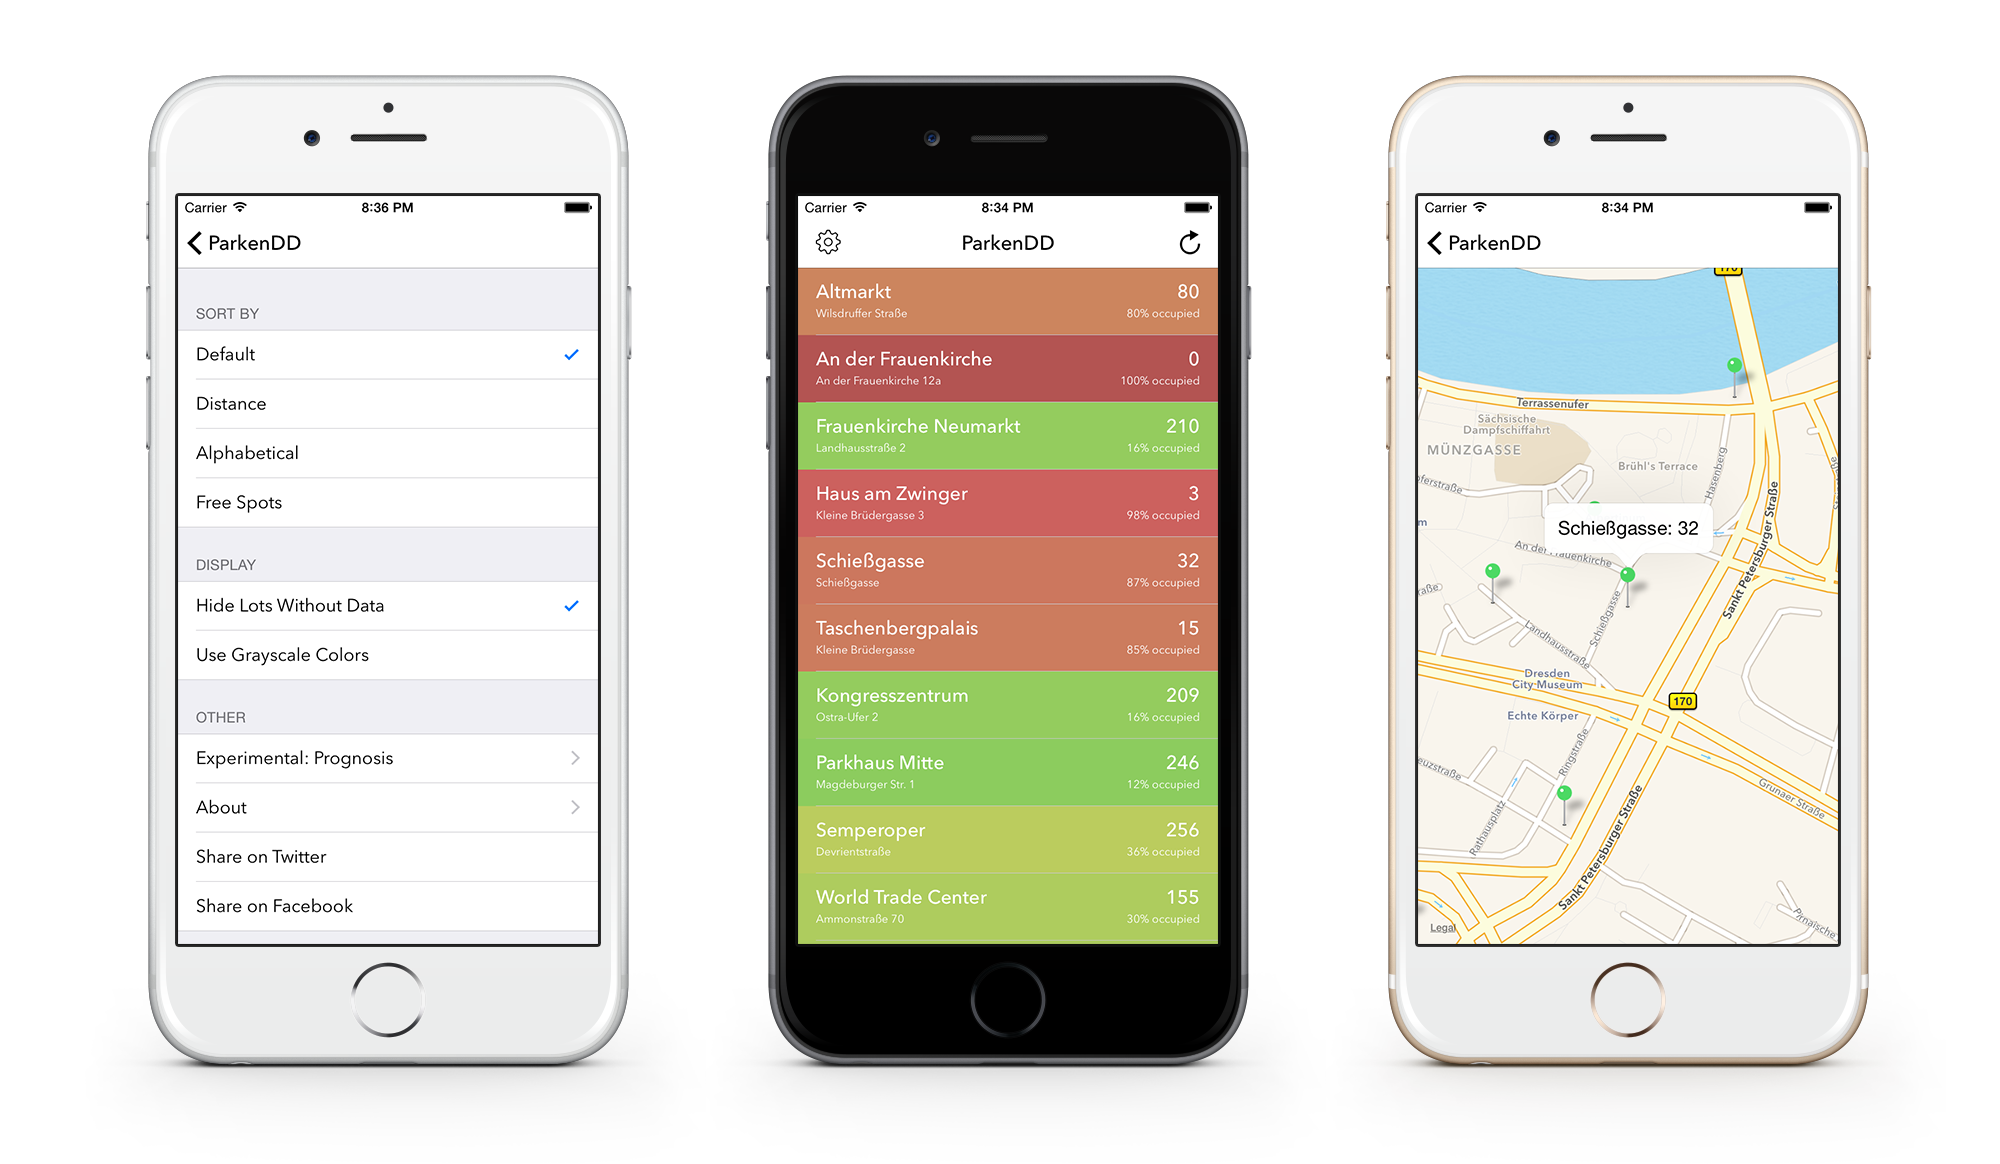 Carrier 8:36 PM
ParkenDD
SORT BY
Default
Distance
Alphabetical
Free Spots
DISPLAY
Hide Lots Without Data
Use Grayscale Colors
OTHER
Experimental: Prognosis
About
Share on Twitter
Share on Facebook
Carrier 8:34 PM
ParkenDD
Altmarkt 80
Wilsdruffer Straße 80% occupied
An der Frauenkirche 0
An der Frauenkirche 12a 100% occupied
Frauenkirche Neumarkt 210
Landhausstraße 2 16% occupied
Haus am Zwinger 3
Kleine Brüdergasse 3 98% occupied
Schießgasse 32
Schießgasse 87% occupied
Taschenbergpalais 15
Kleine Brüdergasse 85% occupied
Kongresszentrum 209
Ostra-Ufer 2 16% occupied
Parkhaus Mitte 246
Magdeburger Str. 1 12% occupied
Semperoper 256
Devrientstraße 36% occupied
World Trade Center 155
Ammonstraße 70 30% occupied
Carrier 8:34 PM
ParkenDD
170
Terrassenufer
Sächsische
Dampfschiffahrt
MÜNZGASSE
Brühl's Terrace
Hasenberg
Schießgasse: 32
An der Frauenkirche
Sankt Petersburger Straße
Schießgasse
Landhausstraße
Dresden
City Museum
170
Echte Körper
Ringstraße
Grunaer Straße
Rathausplatz
Sankt Petersburger Straße
Pirnaische
Legal